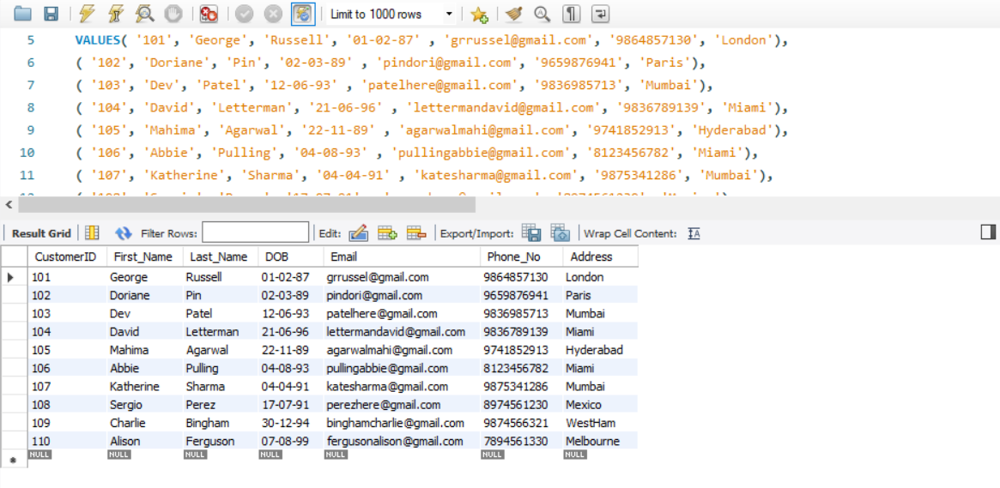 Limit to 1000 rows
5 VALUES( '101', 'George', 'Russell', '01-02-87' , 'grrussel@gmail.com', '9864857130', 'London'),
6 ( '102', 'Doriane', 'Pin', '02-03-89' , 'pindori@gmail.com', '9659876941', 'Paris'),
7 ( '103', 'Dev', 'Patel', '12-06-93' , 'patelhere@gmail.com', '9836985713', 'Mumbai'),
8 ( '104', 'David', 'Letterman', '21-06-96' , 'lettermandavid@gmail.com', '9836789139', 'Miami'),
9 ( '105', 'Mahima', 'Agarwal', '22-11-89' , 'agarwalmahi@gmail.com', '9741852913', 'Hyderabad'),
10 ( '106', 'Abbie', 'Pulling', '04-08-93' , 'pullingabbie@gmail.com', '8123456782', 'Miami'),
11 ( '107', 'Katherine', 'Sharma', '04-04-91' , 'katesharma@gmail.com', '9875341286', 'Mumbai'),
Result Grid Filter Rows: Edit: Export/Import: Wrap Cell Content: IA
CustomerID First_Name Last_Name DOB Email Phone_No Address
101 George Russell 01-02-87 grrussel@gmail.com 9864857130 London
102 Doriane Pin 02-03-89 pindori@gmail.com 9659876941 Paris
103 Dev Patel 12-06-93 patelhere@gmail.com 9836985713 Mumbai
104 David Letterman 21-06-96 lettermandavid@gmail.com 9836789139 Miami
105 Mahima Agarwal 22-11-89 agarwalmahi@gmail.com 9741852913 Hyderabad
106 Abbie Pulling 04-08-93 pullingabbie@gmail.com 8123456782 Miami
107 Katherine Sharma 04-04-91 katesharma@gmail.com 9875341286 Mumbai
108 Sergio Perez 17-07-91 perezhere@gmail.com 8974561230 Mexico
109 Charlie Bingham 30-12-94 binghamcharlie@gmail.com 9874566321 WestHam
110 Alison Ferguson 07-08-99 fergusonalison@gmail.com 7894561330 Melbourne
NULL NULL NULL NULL NULL NULL NULL